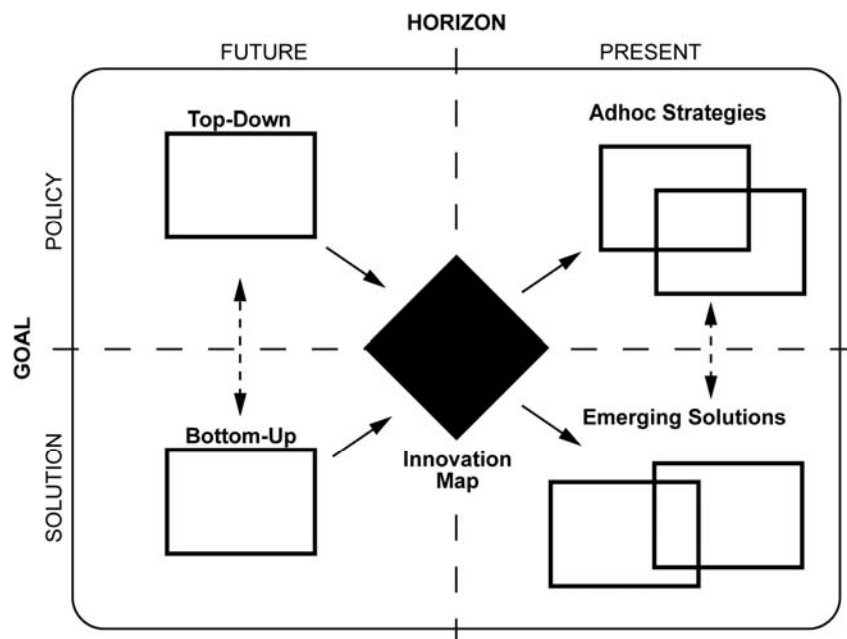 HORIZON
FUTURE
PRESENT
Top-Down
Adhoc Strategies
POLICY
GOAL
Bottom-Up
Emerging Solutions
Innovation
Map
SOLUTION